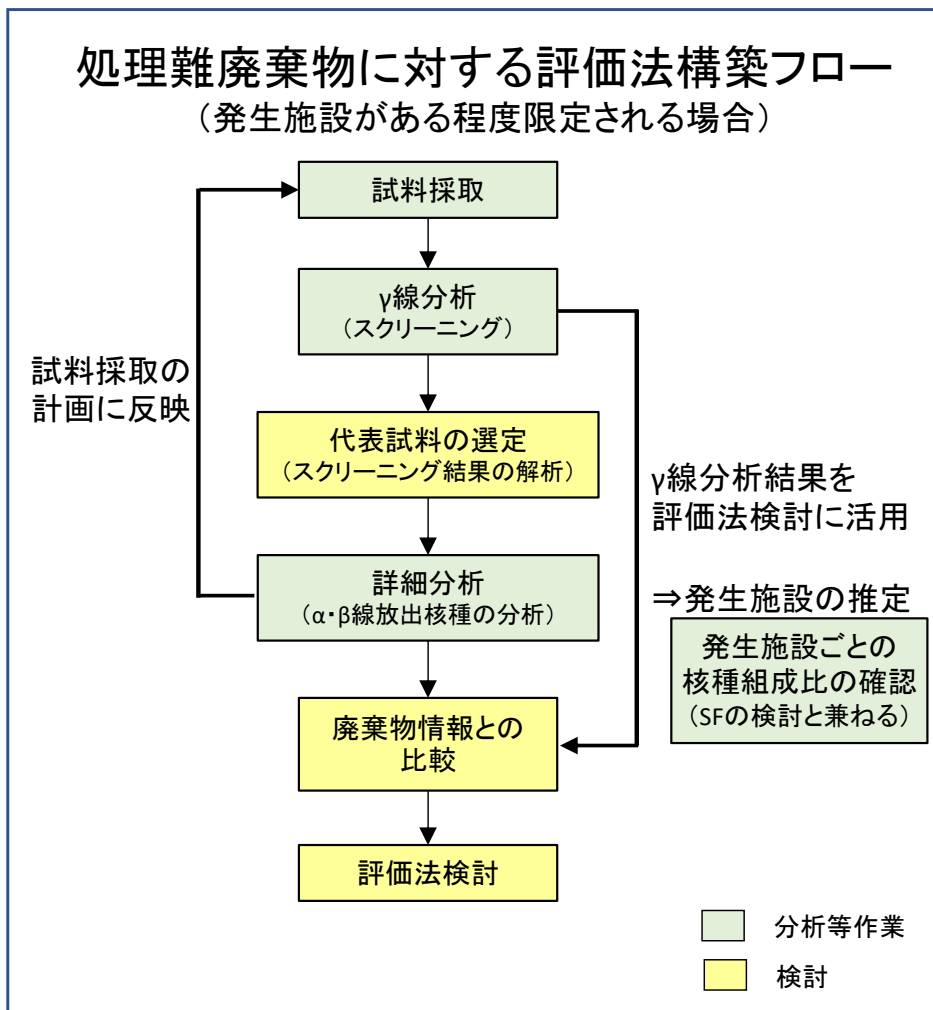 処理難廃棄物に対する評価法構築フロー
（発生施設がある程度限定される場合）
試料採取
γ線分析
（スクリーニング）
試料採取の
計画に反映
代表試料の選定
（スクリーニング結果の解析）
γ線分析結果を
評価法検討に活用
詳細分析
（α・β線放出核種の分析）
⇒発生施設の推定
発生施設ごとの
核種組成比の確認
（SFの検討と兼ねる）
廃棄物情報との
比較
評価法検討
分析等作業
検討